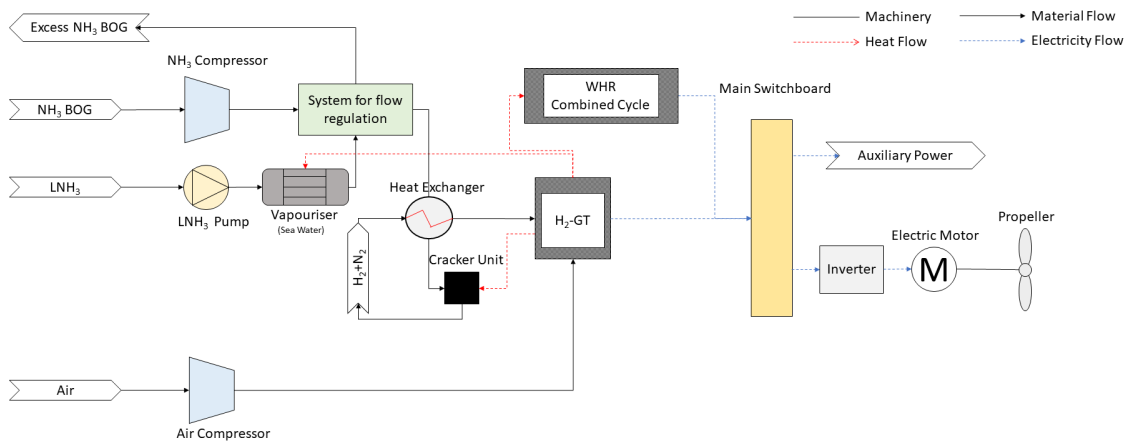 Excess NH₃ BOG
Machinery
Material Flow
Heat Flow
Electricity Flow
NH₃ Compressor
WHR
Combined Cycle
Main Switchboard
NH₃ BOG
System for flow
regulation
Auxiliary Power
LNH₃
LNH₃ Pump
Vapouriser
(Sea Water)
Heat Exchanger
H₂-GT
Propeller
Electric Motor
H₂+N₂
Cracker Unit
Inverter
M
Air
Air Compressor